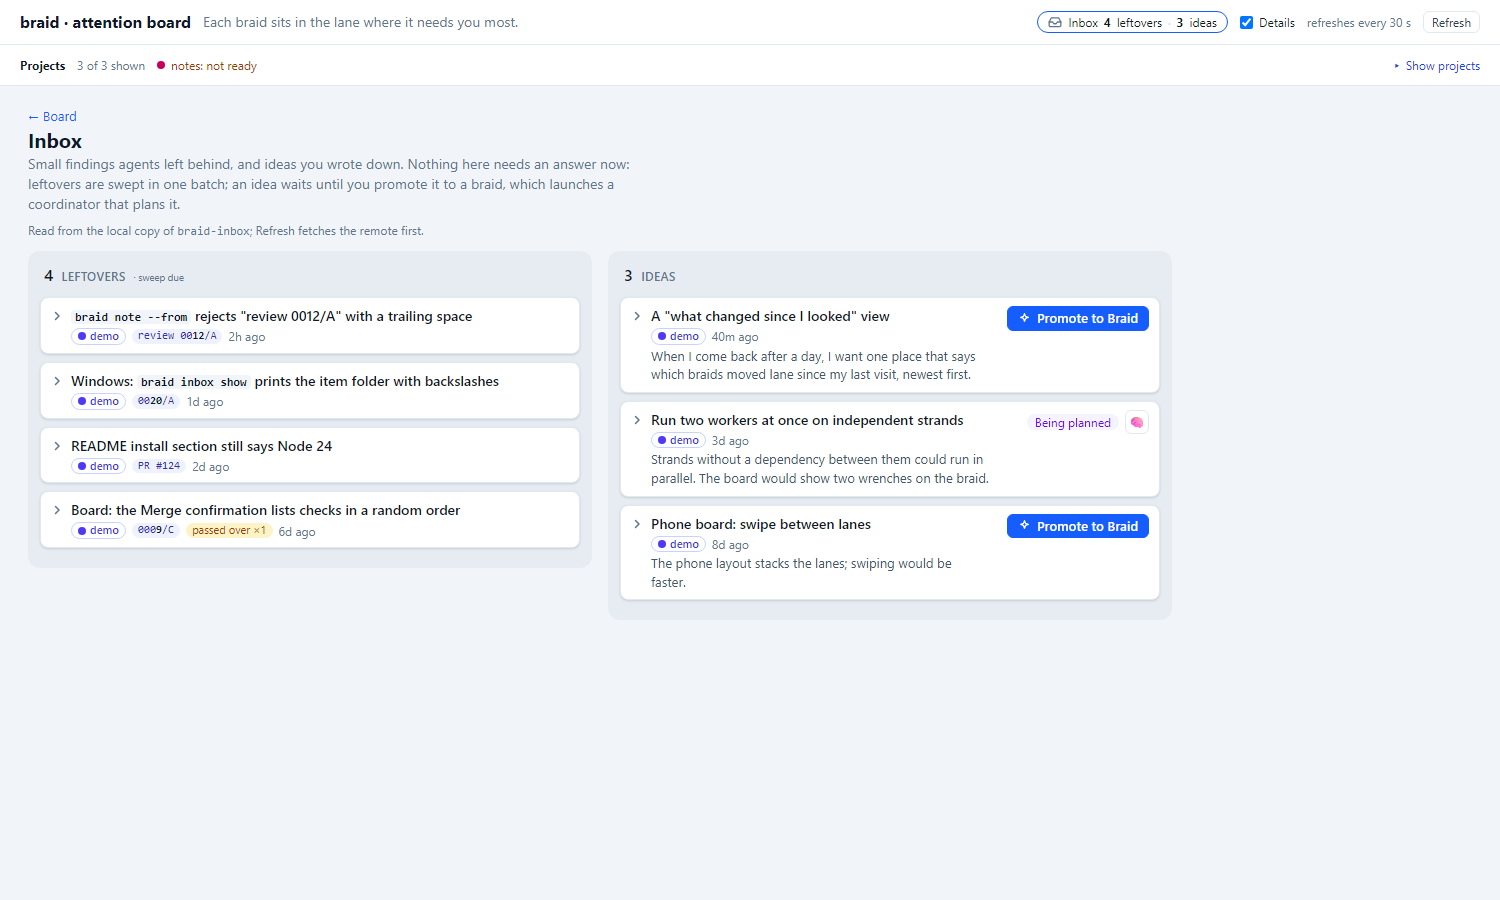 braid · attention board
Each braid sits in the lane where it needs you most.
Inbox 4 leftovers · 3 ideas
Details
refreshes every 30 s
Refresh
Projects
3 of 3 shown
notes: not ready
▸ Show projects
← Board
Inbox
Small findings agents left behind, and ideas you wrote down. Nothing here needs an answer now:
leftovers are swept in one batch; an idea waits until you promote it to a braid, which launches a
coordinator that plans it.
Read from the local copy of braid-inbox; Refresh fetches the remote first.
4 LEFTOVERS · sweep due
braid note --from rejects "review 0012/A" with a trailing space
demo review 0012/A 2h ago
Windows: braid inbox show prints the item folder with backslashes
demo 0020/A 1d ago
README install section still says Node 24
demo PR #124 2d ago
Board: the Merge confirmation lists checks in a random order
demo 0009/C passed over ×1 6d ago
3 IDEAS
A "what changed since I looked" view
Promote to Braid
demo 40m ago
When I come back after a day, I want one place that says
which braids moved lane since my last visit, newest first.
Run two workers at once on independent strands
Being planned
demo 3d ago
Strands without a dependency between them could run in
parallel. The board would show two wrenches on the braid.
Phone board: swipe between lanes
Promote to Braid
demo 8d ago
The phone layout stacks the lanes; swiping would be
faster.